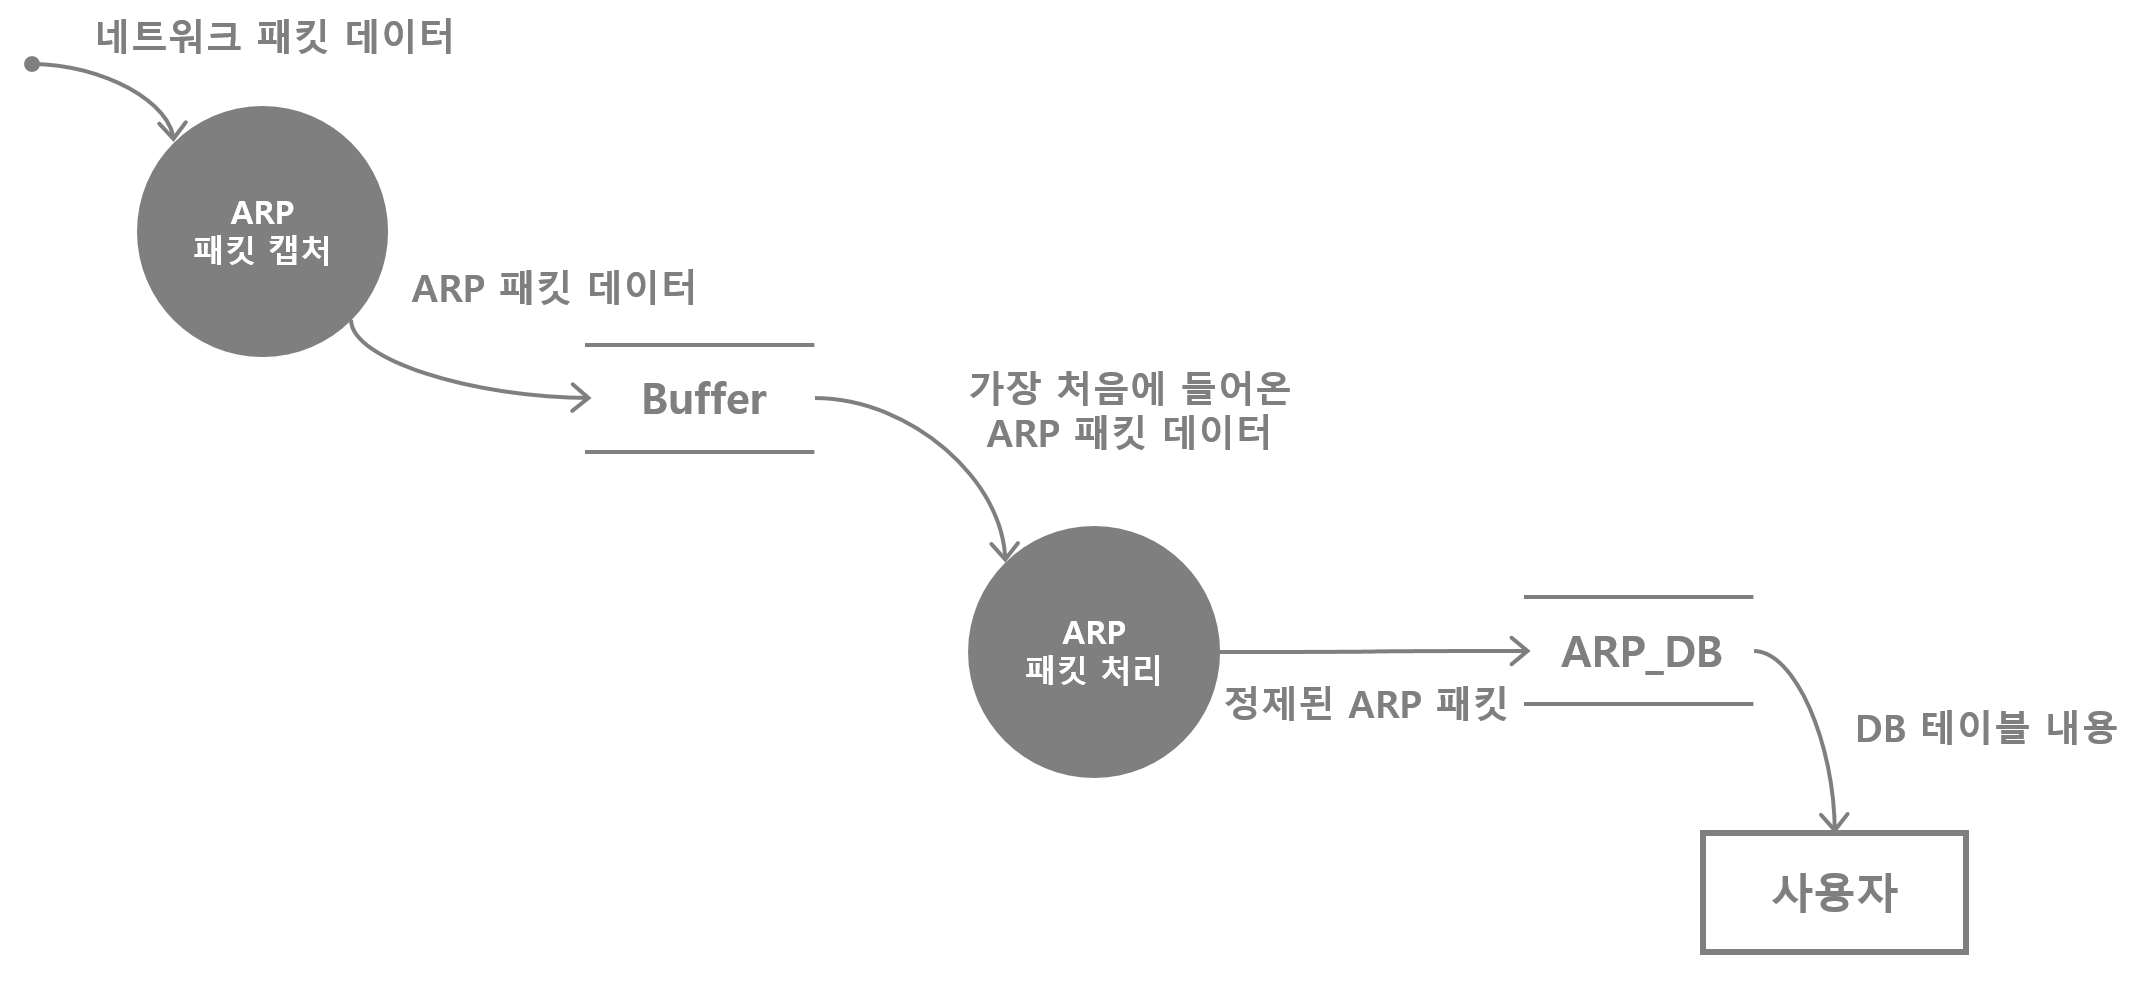 네트워크 패킷 데이터
ARP
패킷 캡처
ARP 패킷 데이터
Buffer
가장 처음에 들어온
ARP 패킷 데이터
ARP
패킷 처리
정제된 ARP 패킷
ARP_DB
DB 테이블 내용
사용자